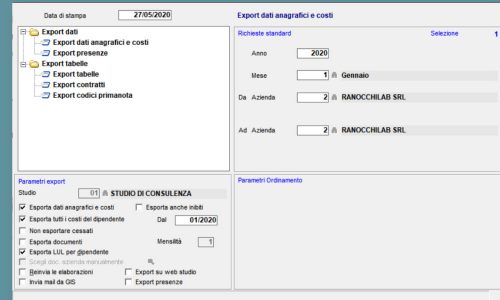 Data di stampa 27/05/2020
Export dati anagrafici e costi
Export dati
Export dati anagrafici e costi
Export presenze
Export tabelle
Export tabelle
Export contratti
Export codici primanota
Richieste standard Selezione 1
Anno 2020
Mese 1 Gennaio
Da Azienda 2 RANOCCHILAB SRL
Ad Azienda 2 RANOCCHILAB SRL
Parametri export
Studio 01 STUDIO DI CONSULENZA
Esporta dati anagrafici e costi Esporta anche inibiti
Esporta tutti i costi del dipendente Dal 01/2020
Non esportare cessati
Esporta documenti Mensilità 1
Esporta LUL per dipendente
Scegli doc. azienda manualmente
Reinvia le elaborazioni Export su web studio
Invia mail da GIS Export presenze
Parametri Ordinamento